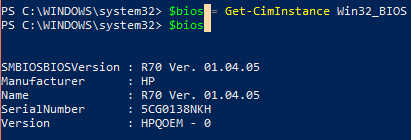 PS C:\WINDOWS\system32> $bios = Get-CimInstance Win32_BIOS
PS C:\WINDOWS\system32> $bios
SMBIOSBIOSVersion : R70 Ver. 01.04.05
Manufacturer : HP
Name : R70 Ver. 01.04.05
SerialNumber : 5CG0138NKH
Version : HPQOEM - 0